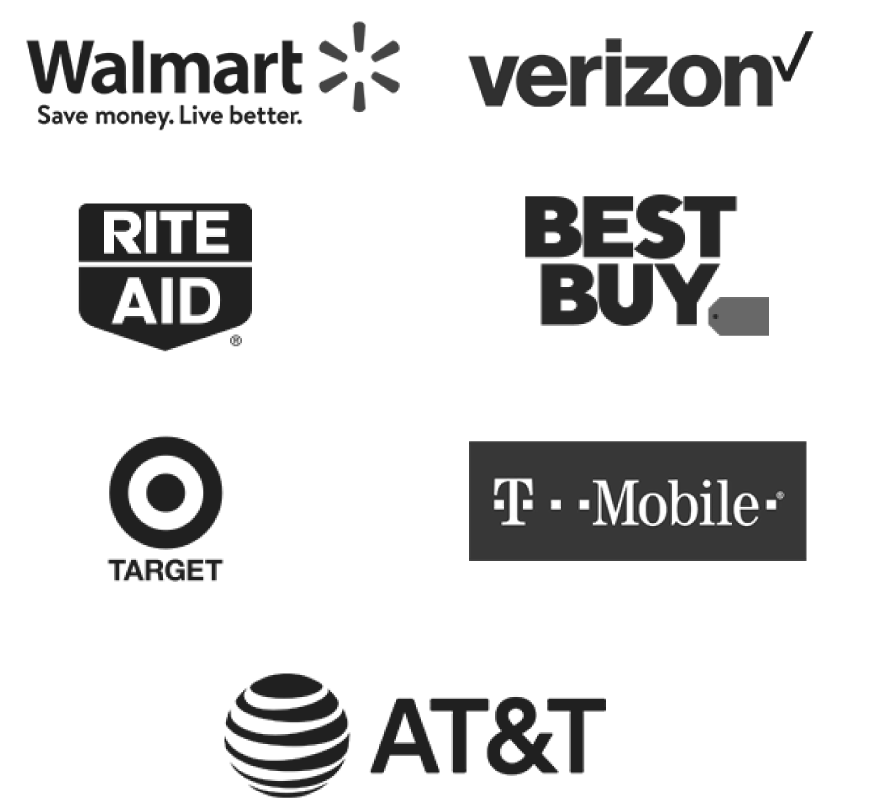 Walmart
Save money. Live better.
verizon✓
RITE
AID
®
BEST
BUY
TARGET
T··Mobile·®
AT&T